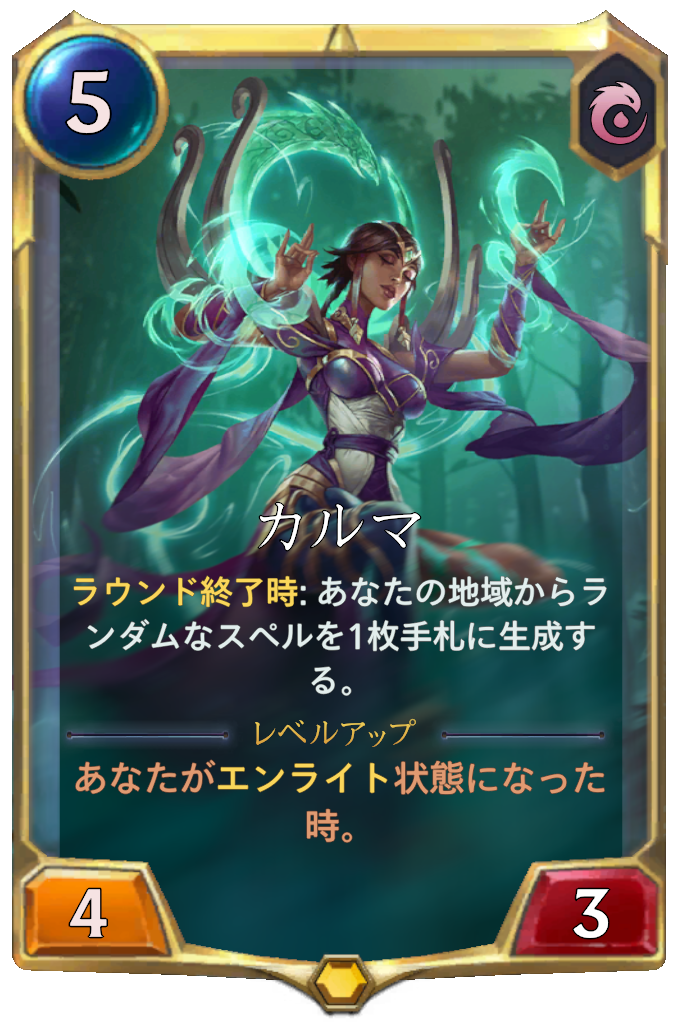 5
カルマ
ラウンド終了時: あなたの地域からラ
ンダムなスペルを1枚手札に生成す
る。
レベルアップ
あなたがエンライト状態になった
時。
4
3